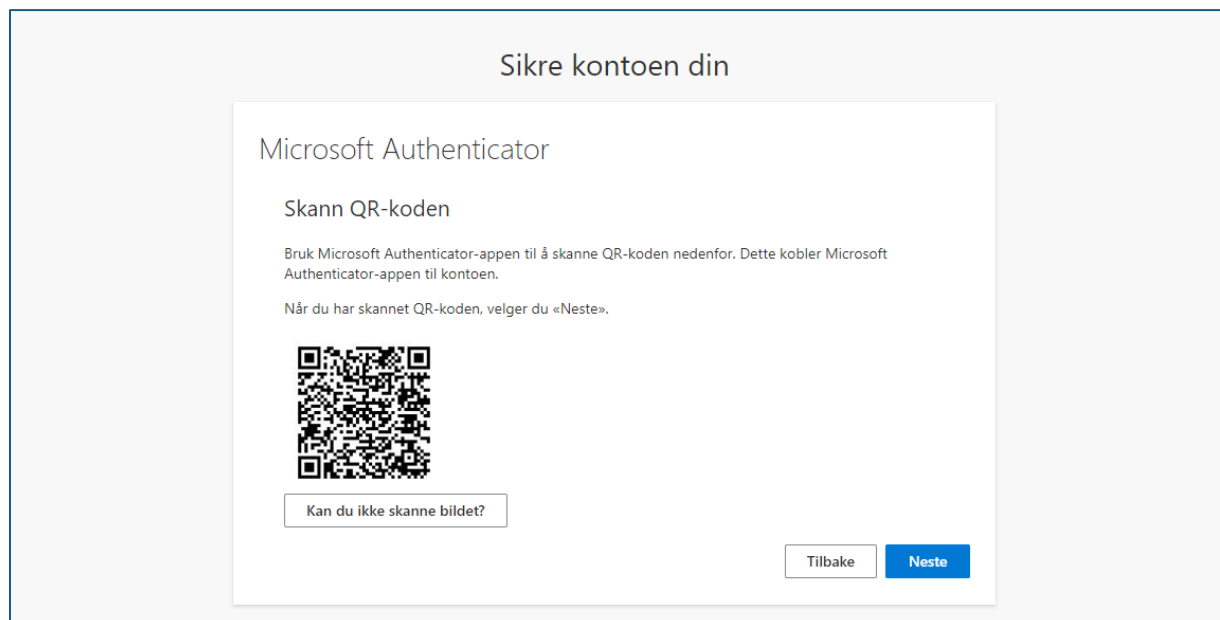 Sikre kontoen din
Microsoft Authenticator
Skann QR-koden
Bruk Microsoft Authenticator-appen til å skanne QR-koden nedenfor. Dette kobler Microsoft
Authenticator-appen til kontoen.
Når du har skannet QR-koden, velger du «Neste».
Kan du ikke skanne bildet?
Tilbake
Neste